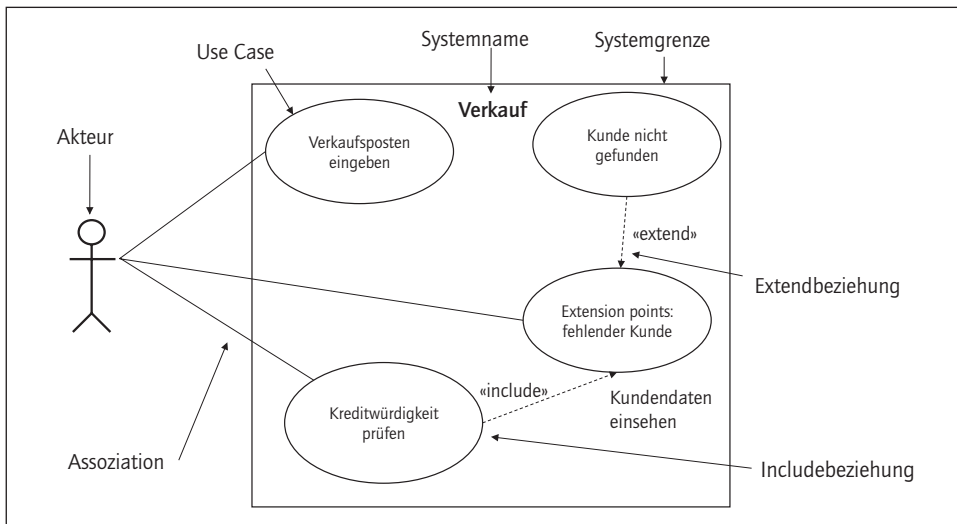 Systemname
Systemgrenze
Use Case
Verkauf
Akteur
Verkaufsposten
eingeben
Kunde nicht
gefunden
«extend»
Extendbeziehung
Extension points:
fehlender Kunde
«include»
Kundendaten
einsehen
Kreditwürdigkeit
prüfen
Assoziation
Includebeziehung